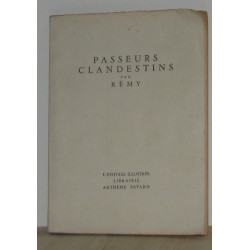 PASSEURS
CLANDESTINS
PAR
RÉMY
LIBRAIRIE
ARTHÈME FAYARD